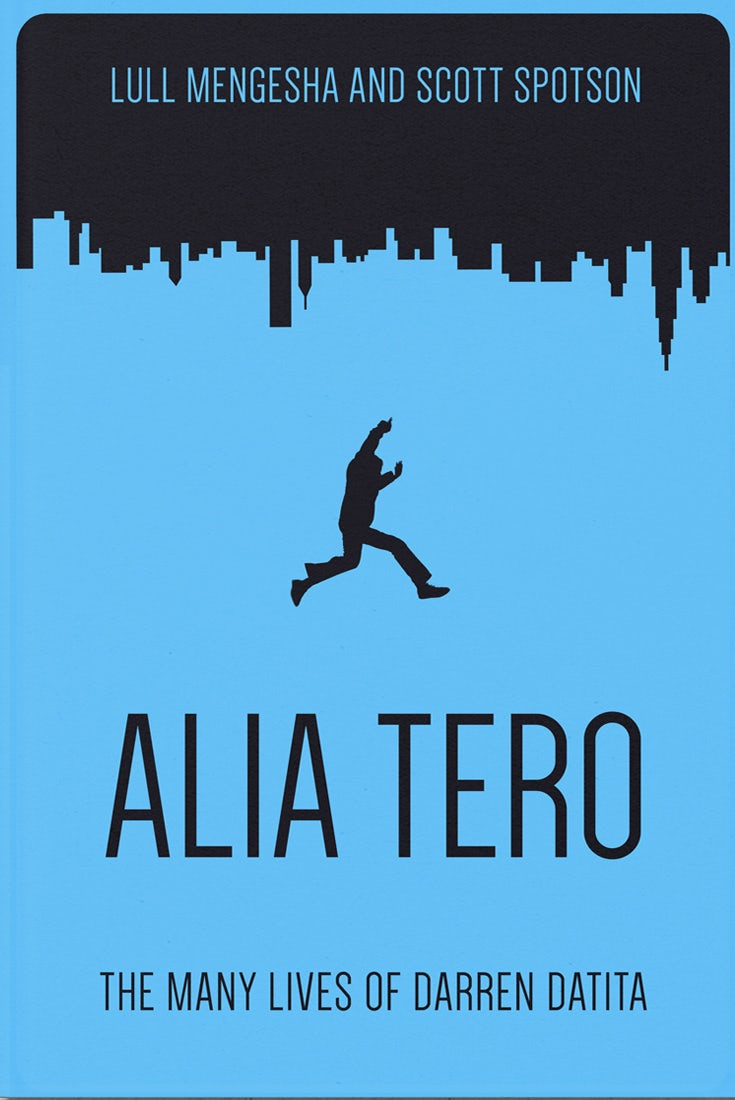 LULL MENGESHA AND SCOTT SPOTSON
ALIA TERO
THE MANY LIVES OF DARREN DATITA